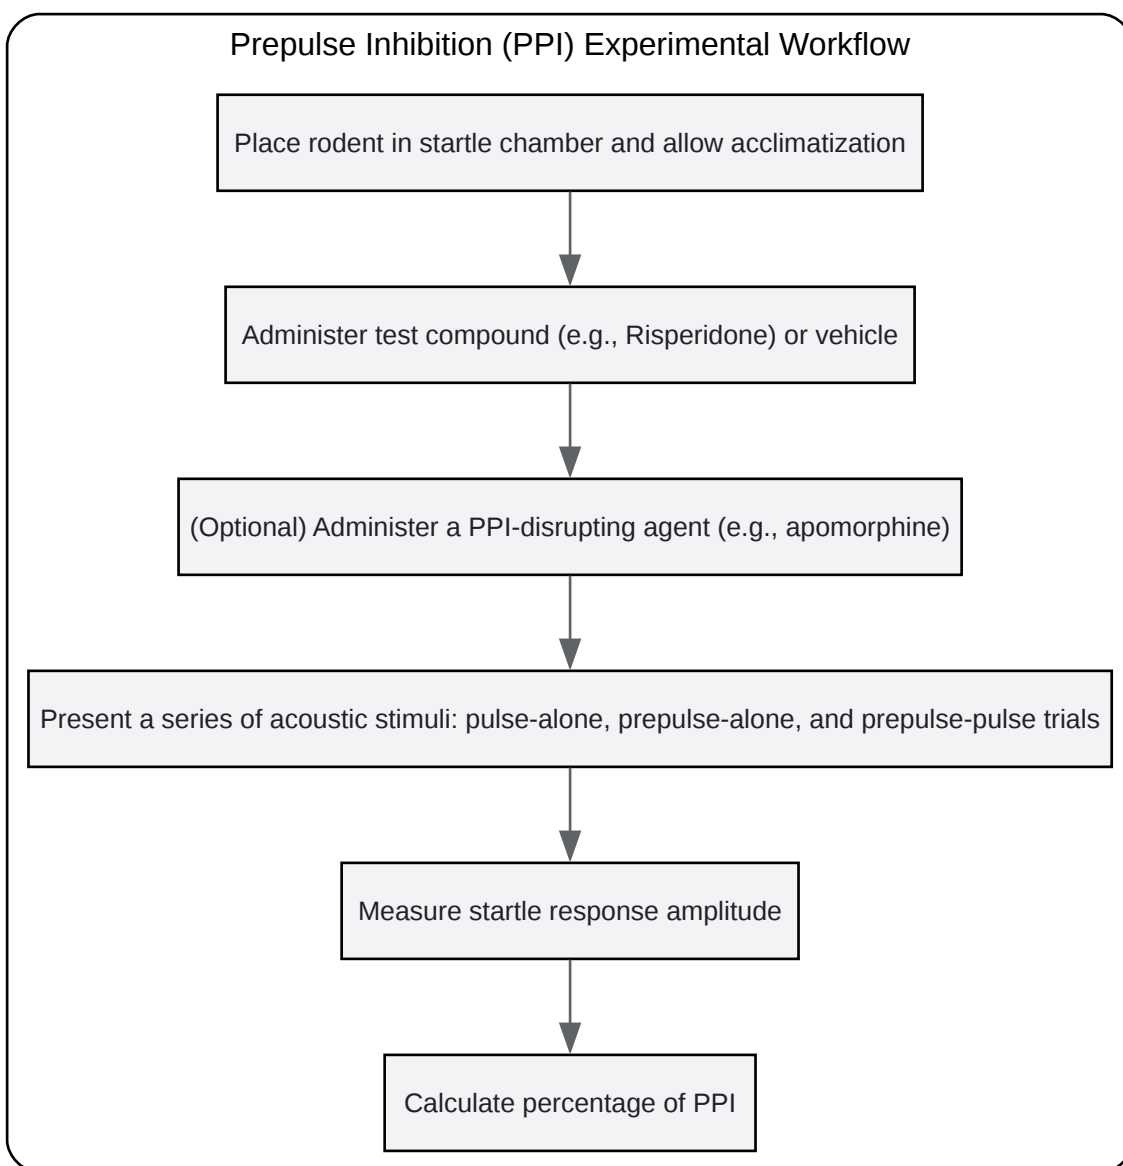 Prepulse Inhibition (PPI) Experimental Workflow
Place rodent in startle chamber and allow acclimatization
Administer test compound (e.g., Risperidone) or vehicle
(Optional) Administer a PPI-disrupting agent (e.g., apomorphine)
Present a series of acoustic stimuli: pulse-alone, prepulse-alone, and prepulse-pulse trials
Measure startle response amplitude
Calculate percentage of PPI